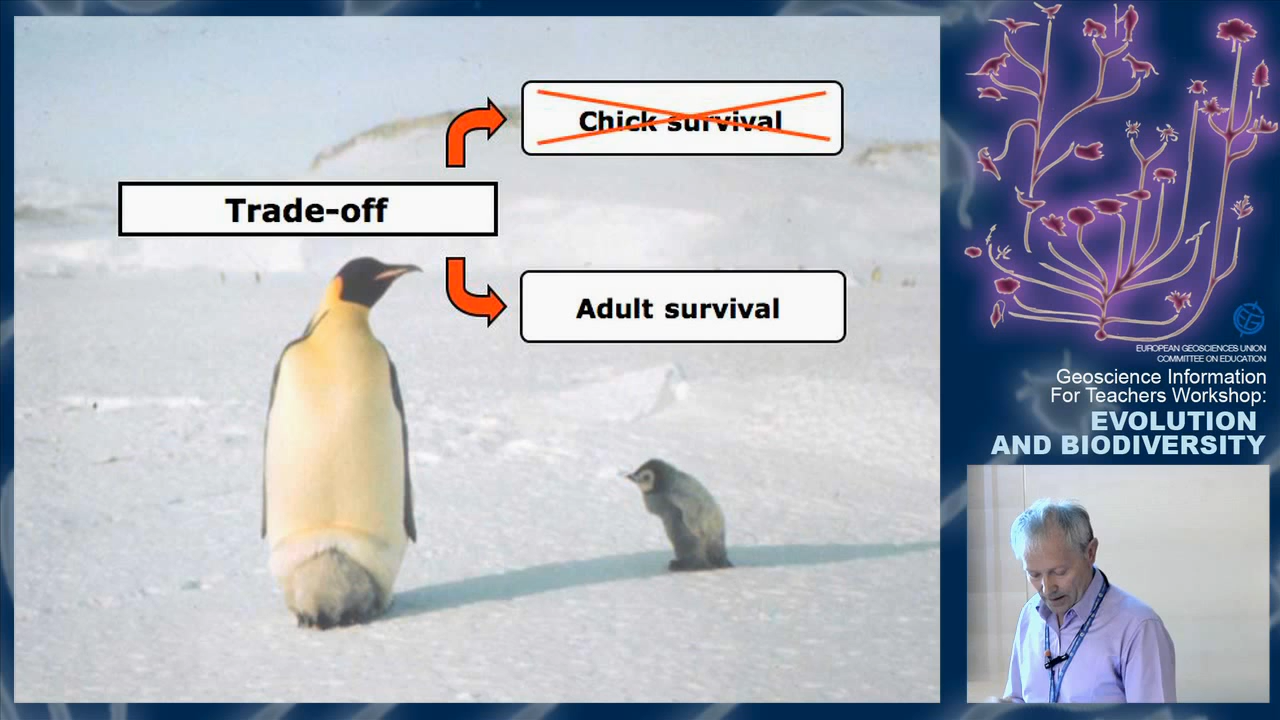 Chick survival
Trade-off
Adult survival
EUROPEAN GEOSCIENCES UNION
COMMITTEE ON EDUCATION
Geoscience Information
For Teachers Workshop:
EVOLUTION
AND BIODIVERSITY